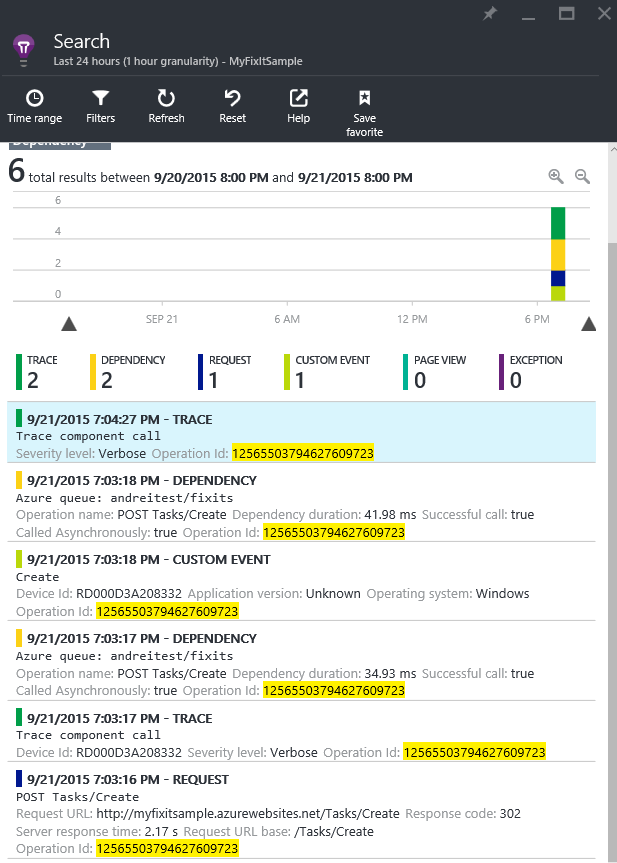 Search
Last 24 hours (1 hour granularity) - MyFixItSample
Time range Filters Refresh Reset Help Save favorite
Dependency
6 total results between 9/20/2015 8:00 PM and 9/21/2015 8:00 PM
6
4
2
0
SEP 21 6 AM 12 PM 6 PM
TRACE DEPENDENCY REQUEST CUSTOM EVENT PAGE VIEW EXCEPTION
2 2 1 1 0 0
9/21/2015 7:04:27 PM - TRACE
Trace component call
Severity level: Verbose Operation Id: 12565503794627609723
9/21/2015 7:03:18 PM - DEPENDENCY
Azure queue: andreitest/fixits
Operation name: POST Tasks/Create Dependency duration: 41.98 ms Successful call: true
Called Asynchronously: true Operation Id: 12565503794627609723
9/21/2015 7:03:18 PM - CUSTOM EVENT
Create
Device Id: RD000D3A208332 Application version: Unknown Operating system: Windows
Operation Id: 12565503794627609723
9/21/2015 7:03:17 PM - DEPENDENCY
Azure queue: andreitest/fixits
Operation name: POST Tasks/Create Dependency duration: 34.93 ms Successful call: true
Called Asynchronously: true Operation Id: 12565503794627609723
9/21/2015 7:03:17 PM - TRACE
Trace component call
Device Id: RD000D3A208332 Severity level: Verbose Operation Id: 12565503794627609723
9/21/2015 7:03:16 PM - REQUEST
POST Tasks/Create
Request URL: http://myfixitsample.azurewebsites.net/Tasks/Create Response code: 302
Server response time: 2.17 s Request URL base: /Tasks/Create
Operation Id: 12565503794627609723